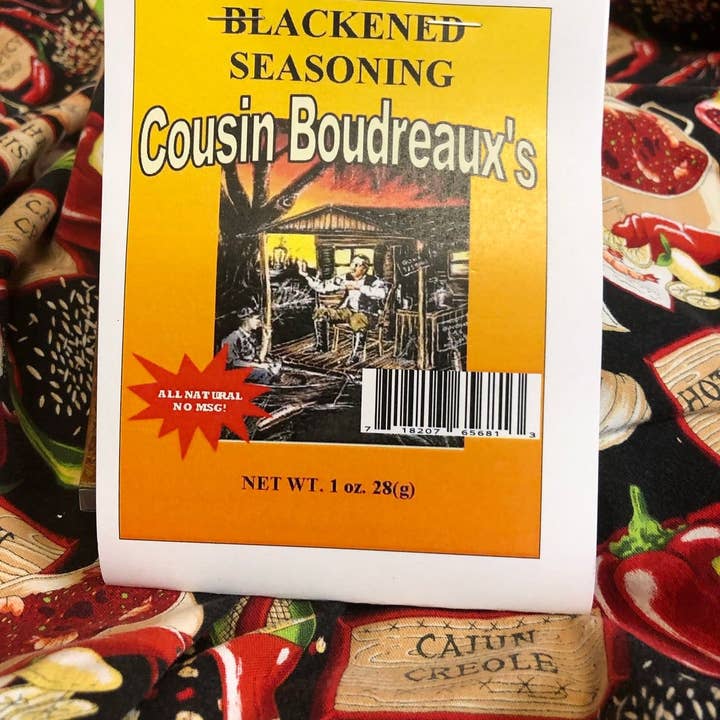 BLACKENED
SEASONING
Cousin Boudreaux's
ALL NATURAL
NO MSG!
7 18207 65681 3
NET WT. 1 oz. 28(g)
CAJUN
CREOLE